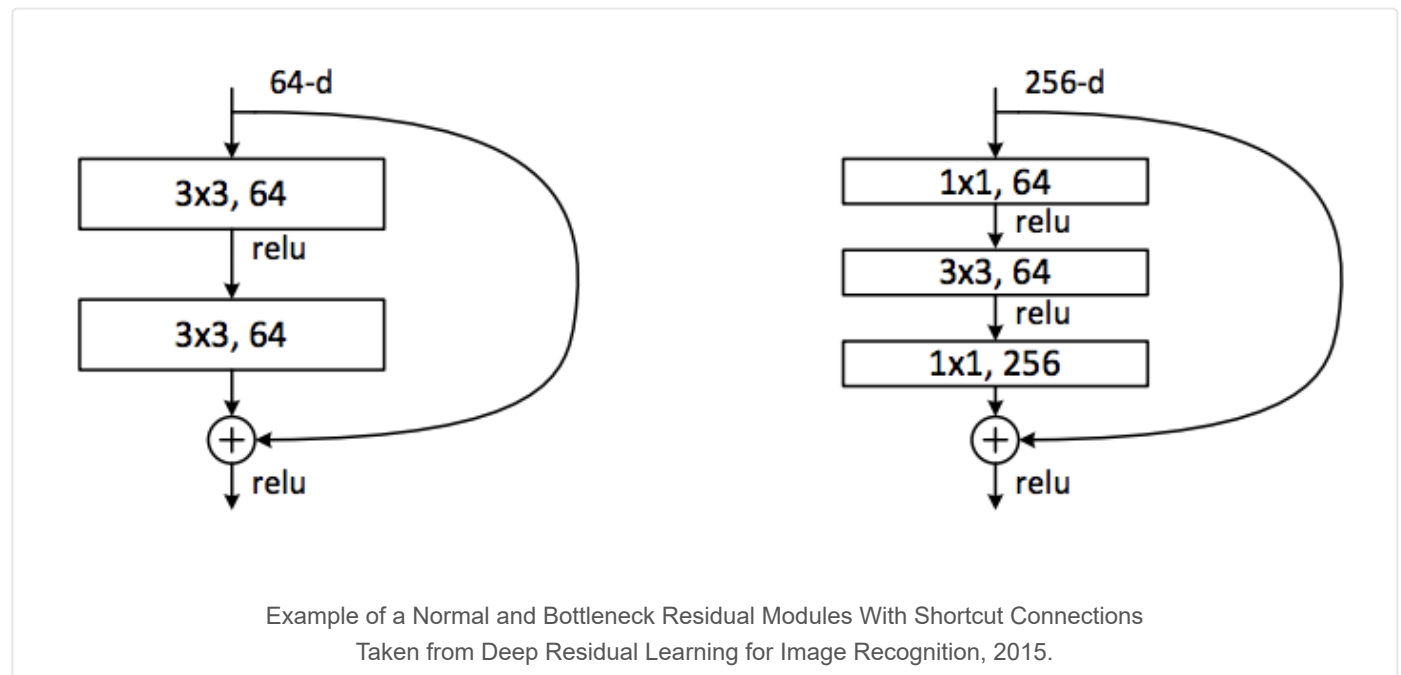 64-d
3x3, 64
relu
3x3, 64
+
relu
256-d
1x1, 64
relu
3x3, 64
relu
1x1, 256
+
relu
Example of a Normal and Bottleneck Residual Modules With Shortcut Connections
Taken from Deep Residual Learning for Image Recognition, 2015.